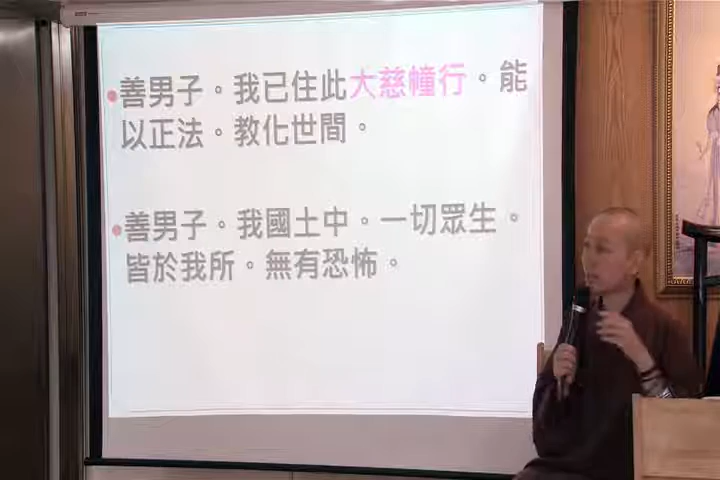 善男子。我已住此大慈幢行。能
以正法。教化世間。
善男子。我國土中。一切眾生。
皆於我所。無有恐怖。